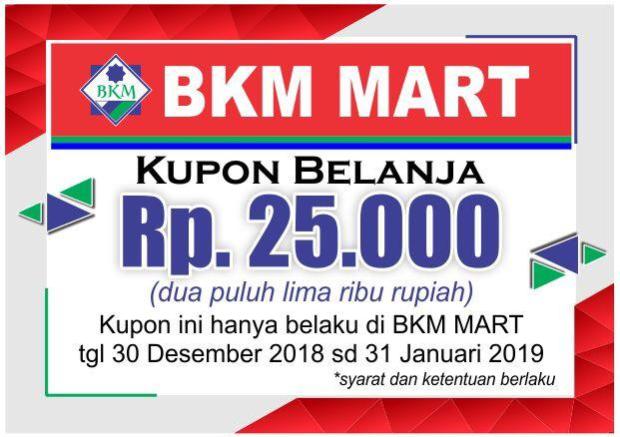 BKM
BKM MART
KUPON BELANJA
Rp. 25.000
(dua puluh lima ribu rupiah)
Kupon ini hanya belaku di BKM MART
tgl 30 Desember 2018 sd 31 Januari 2019
*syarat dan ketentuan berlaku